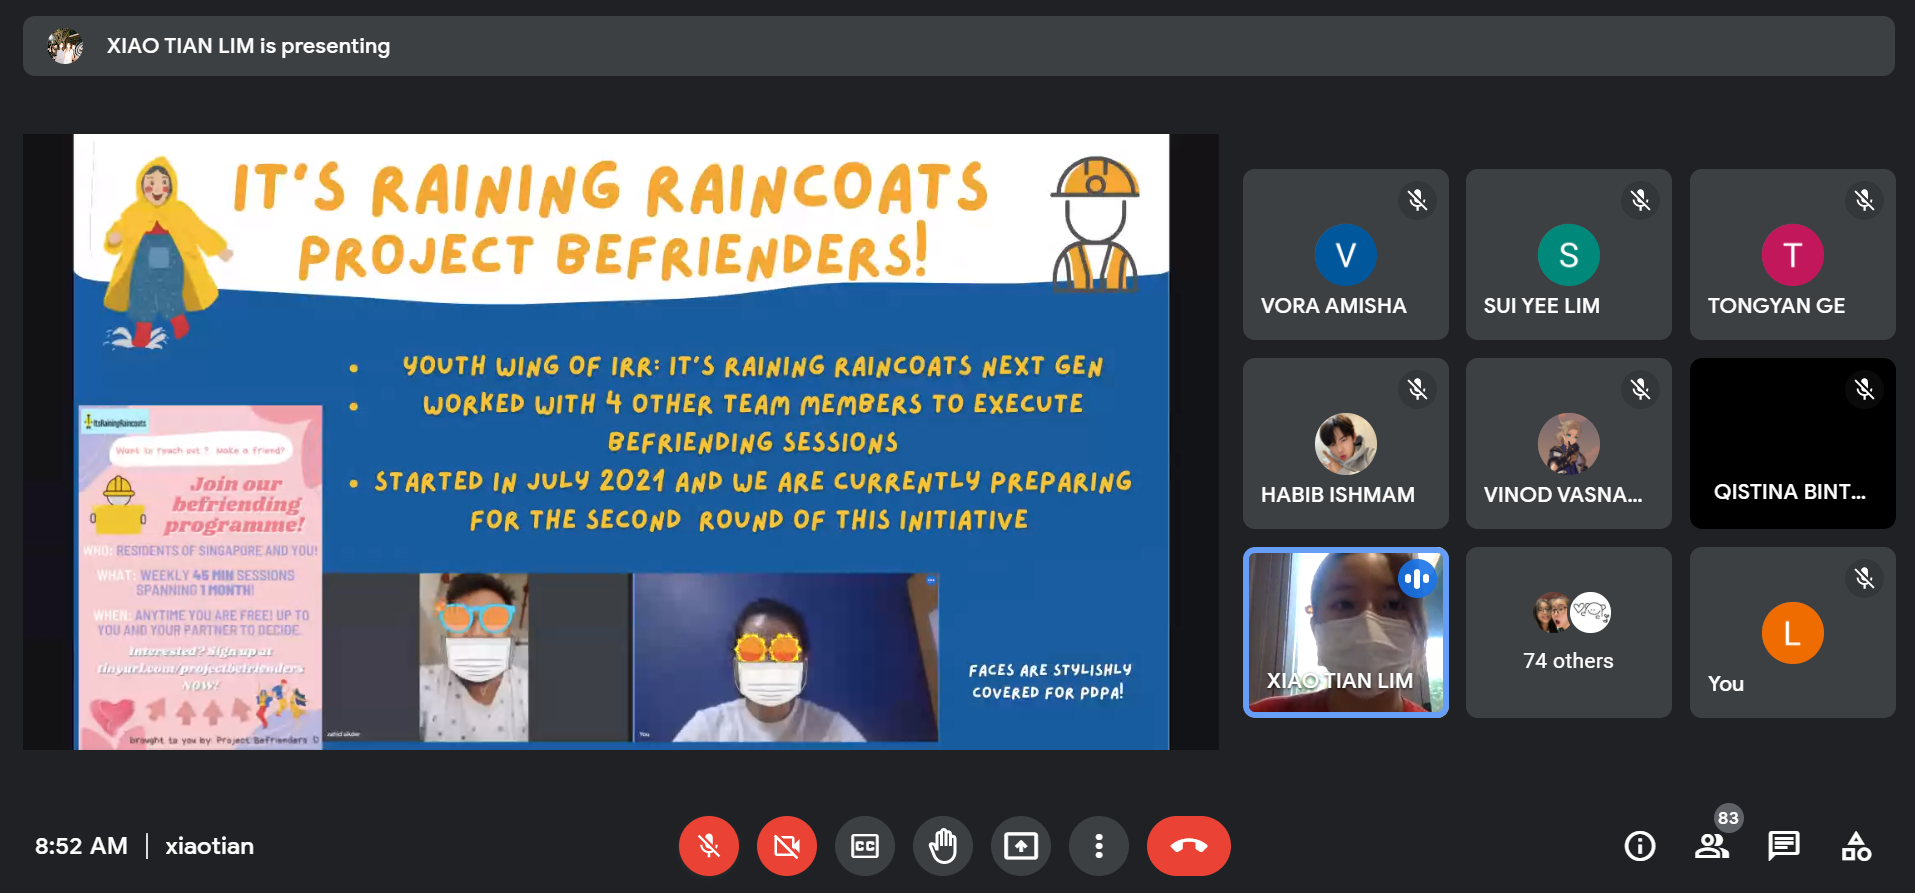 XIAO TIAN LIM is presenting
IT'S RAINING RAINCOATS
PROJECT BEFRIENDERS!
• YOUTH WING OF IRR: IT'S RAINING RAINCOATS NEXT GEN
• WORKED WITH 4 OTHER TEAM MEMBERS TO EXECUTE
BEFRIENDING SESSIONS
• STARTED IN JULY 2021 AND WE ARE CURRENTLY PREPARING
FOR THE SECOND ROUND OF THIS INITIATIVE
ItsRainingRaincoats
Want to reach out? Make a friend?
Join our
befriending
programme!
WHO: RESIDENTS OF SINGAPORE AND YOU!
WHAT: WEEKLY 45 MIN SESSIONS
SPANNING 1 MONTH!
WHEN: ANYTIME YOU ARE FREE! UP TO
YOU AND YOUR PARTNER TO DECIDE.
Interested? Sign up at
tinyurl.com/projectbefrienders
NOW!
brought to you by: Project Befrienders :D
You
FACES ARE STYLISHLY
COVERED FOR PDPA!
V
VORA AMISHA
S
SUI YEE LIM
T
TONGYAN GE
HABIB ISHMAM
VINOD VASNA...
QISTINA BINT...
XIAO TIAN LIM
74 others
L
You
8:52 AM | xiaotian
CC
83